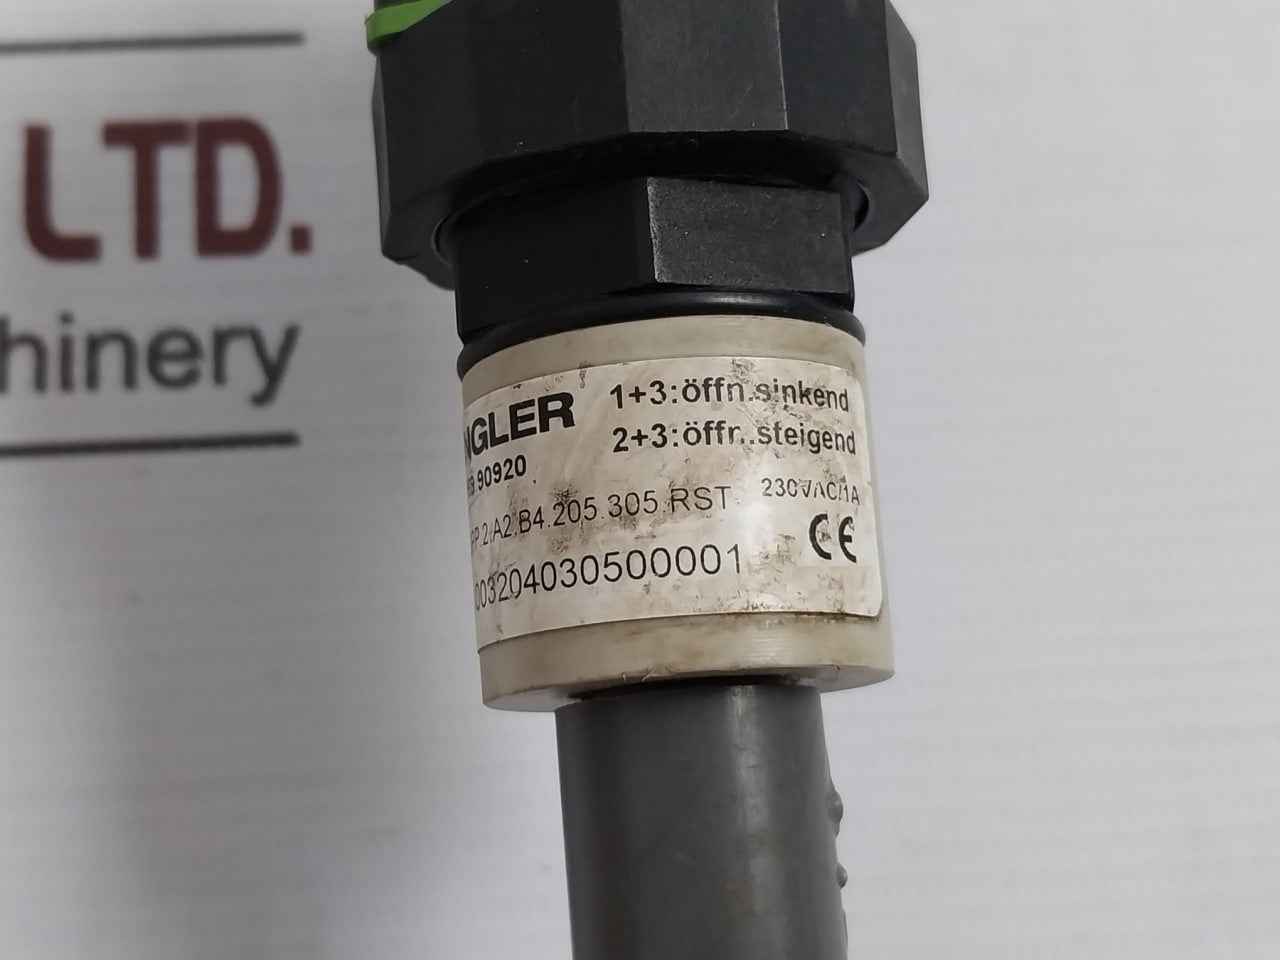 LTD.
hinery
NGLER
90920
1+3:öffn.sinkend
2+3:öffn.steigend
PP.2.A2.B4.205.305.RST
230VAC/1A
003204030500001
CE